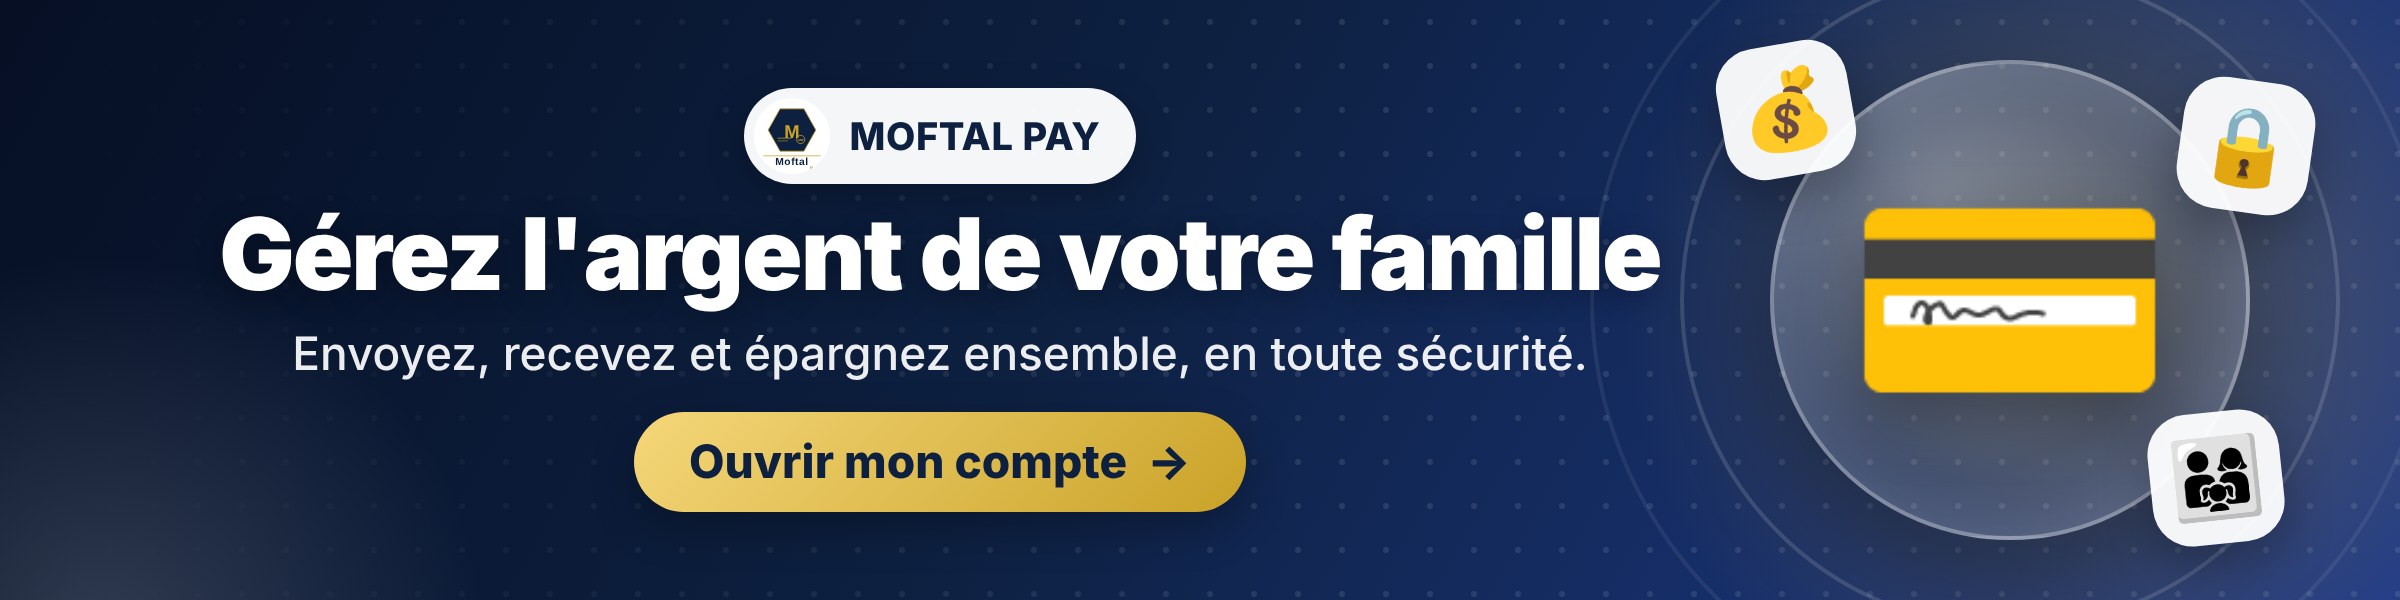 M
Moftal
MOFTAL PAY
Gérez l'argent de votre famille
Envoyez, recevez et épargnez ensemble, en toute sécurité.
Ouvrir mon compte →
$